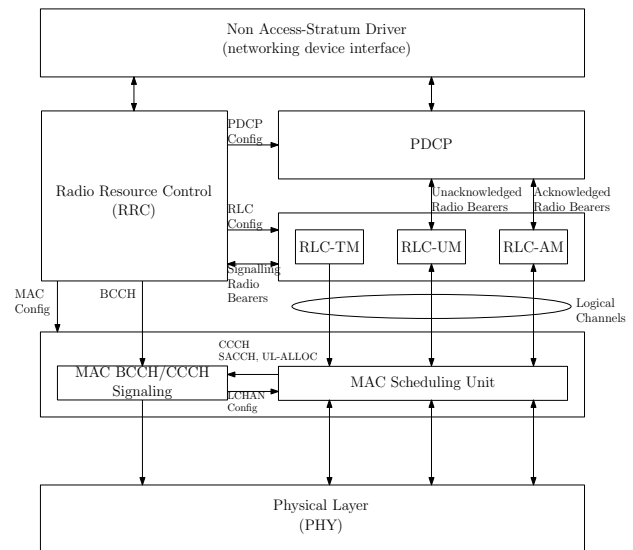 Non Access-Stratum Driver
(networking device interface)
PDCP
Config
PDCP
Radio Resource Control
(RRC)
Unacknowledged
Radio Bearers
Acknowledged
Radio Bearers
RLC
Config
RLC-TM
RLC-UM
RLC-AM
Signalling
Radio
Bearers
MAC
Config
BCCH
Logical
Channels
CCCH
SACCH, UL-ALLOC
MAC BCCH/CCCH
Signaling
LCHAN
Config
MAC Scheduling Unit
Physical Layer
(PHY)